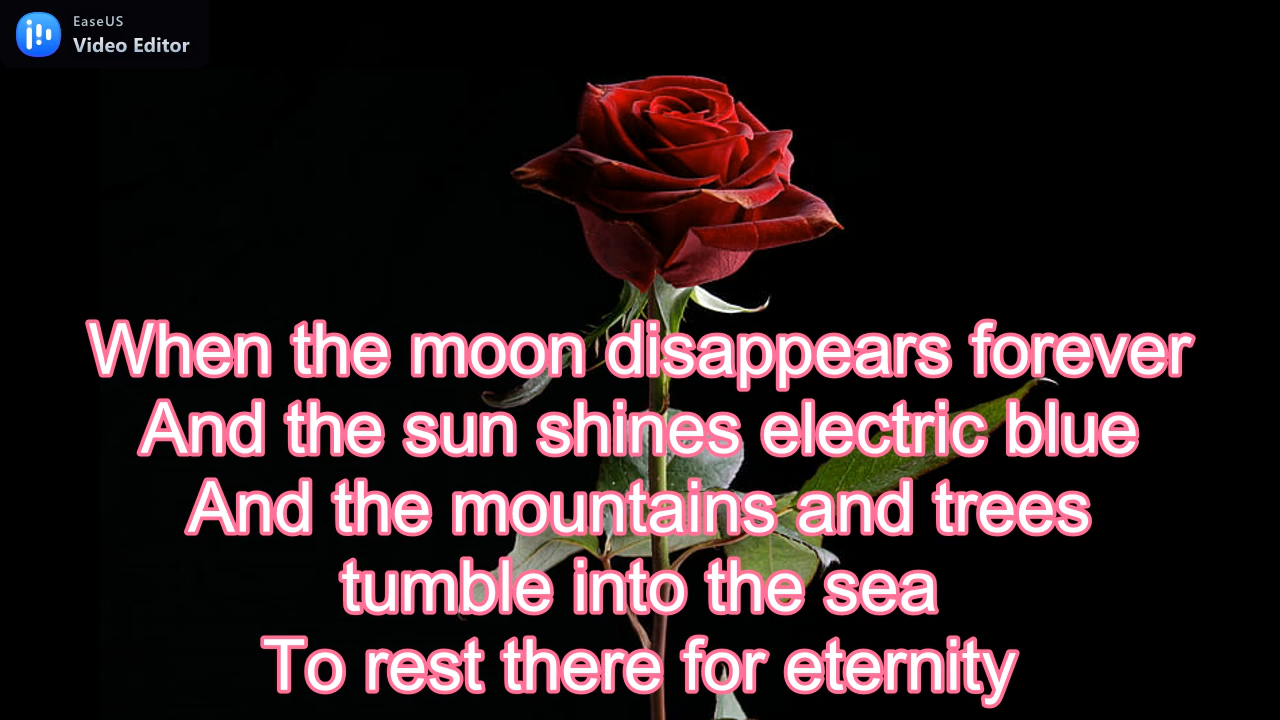 EaseUS
Video Editor
When the moon disappears forever
And the sun shines electric blue
And the mountains and trees
tumble into the sea
To rest there for eternity